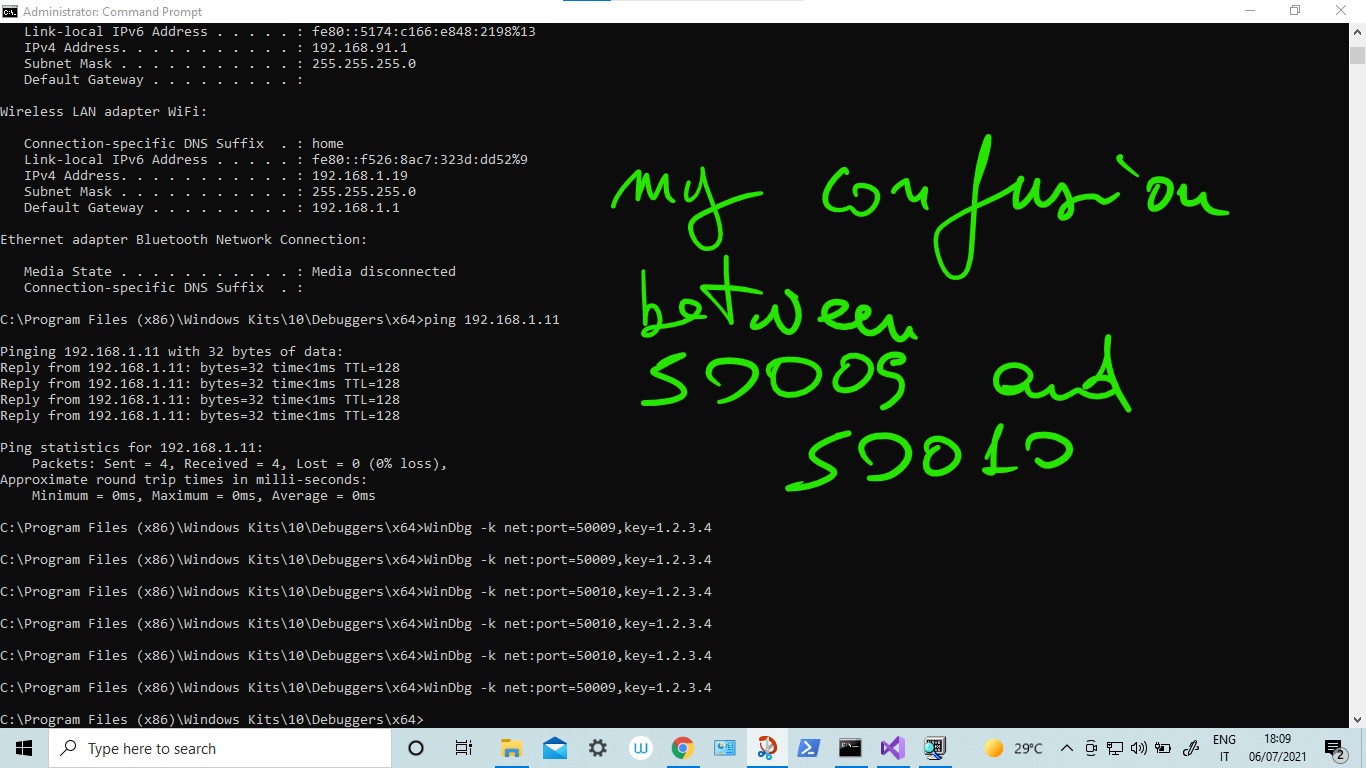 Administrator: Command Prompt
Link-local IPv6 Address . . . . . : fe80::5174:c166:e848:2198%13
IPv4 Address. . . . . . . . . . . : 192.168.91.1
Subnet Mask . . . . . . . . . . . : 255.255.255.0
Default Gateway . . . . . . . . . :
Wireless LAN adapter WiFi:
Connection-specific DNS Suffix  . : home
Link-local IPv6 Address . . . . . : fe80::f526:8ac7:323d:dd52%9
IPv4 Address. . . . . . . . . . . : 192.168.1.19
Subnet Mask . . . . . . . . . . . : 255.255.255.0
Default Gateway . . . . . . . . . : 192.168.1.1
Ethernet adapter Bluetooth Network Connection:
Media State . . . . . . . . . . . : Media disconnected
Connection-specific DNS Suffix  . :
C:\Program Files (x86)\Windows Kits\10\Debuggers\x64>ping 192.168.1.11
Pinging 192.168.1.11 with 32 bytes of data:
Reply from 192.168.1.11: bytes=32 time<1ms TTL=128
Reply from 192.168.1.11: bytes=32 time<1ms TTL=128
Reply from 192.168.1.11: bytes=32 time<1ms TTL=128
Reply from 192.168.1.11: bytes=32 time<1ms TTL=128
Ping statistics for 192.168.1.11:
Packets: Sent = 4, Received = 4, Lost = 0 (0% loss),
Approximate round trip times in milli-seconds:
Minimum = 0ms, Maximum = 0ms, Average = 0ms
C:\Program Files (x86)\Windows Kits\10\Debuggers\x64>WinDbg -k net:port=50009,key=1.2.3.4
C:\Program Files (x86)\Windows Kits\10\Debuggers\x64>WinDbg -k net:port=50009,key=1.2.3.4
C:\Program Files (x86)\Windows Kits\10\Debuggers\x64>WinDbg -k net:port=50010,key=1.2.3.4
C:\Program Files (x86)\Windows Kits\10\Debuggers\x64>WinDbg -k net:port=50010,key=1.2.3.4
C:\Program Files (x86)\Windows Kits\10\Debuggers\x64>WinDbg -k net:port=50010,key=1.2.3.4
C:\Program Files (x86)\Windows Kits\10\Debuggers\x64>WinDbg -k net:port=50009,key=1.2.3.4
C:\Program Files (x86)\Windows Kits\10\Debuggers\x64>
my confusion
between
50009 and
50010
Type here to search
29°C
ENG
IT
18:09
06/07/2021
2